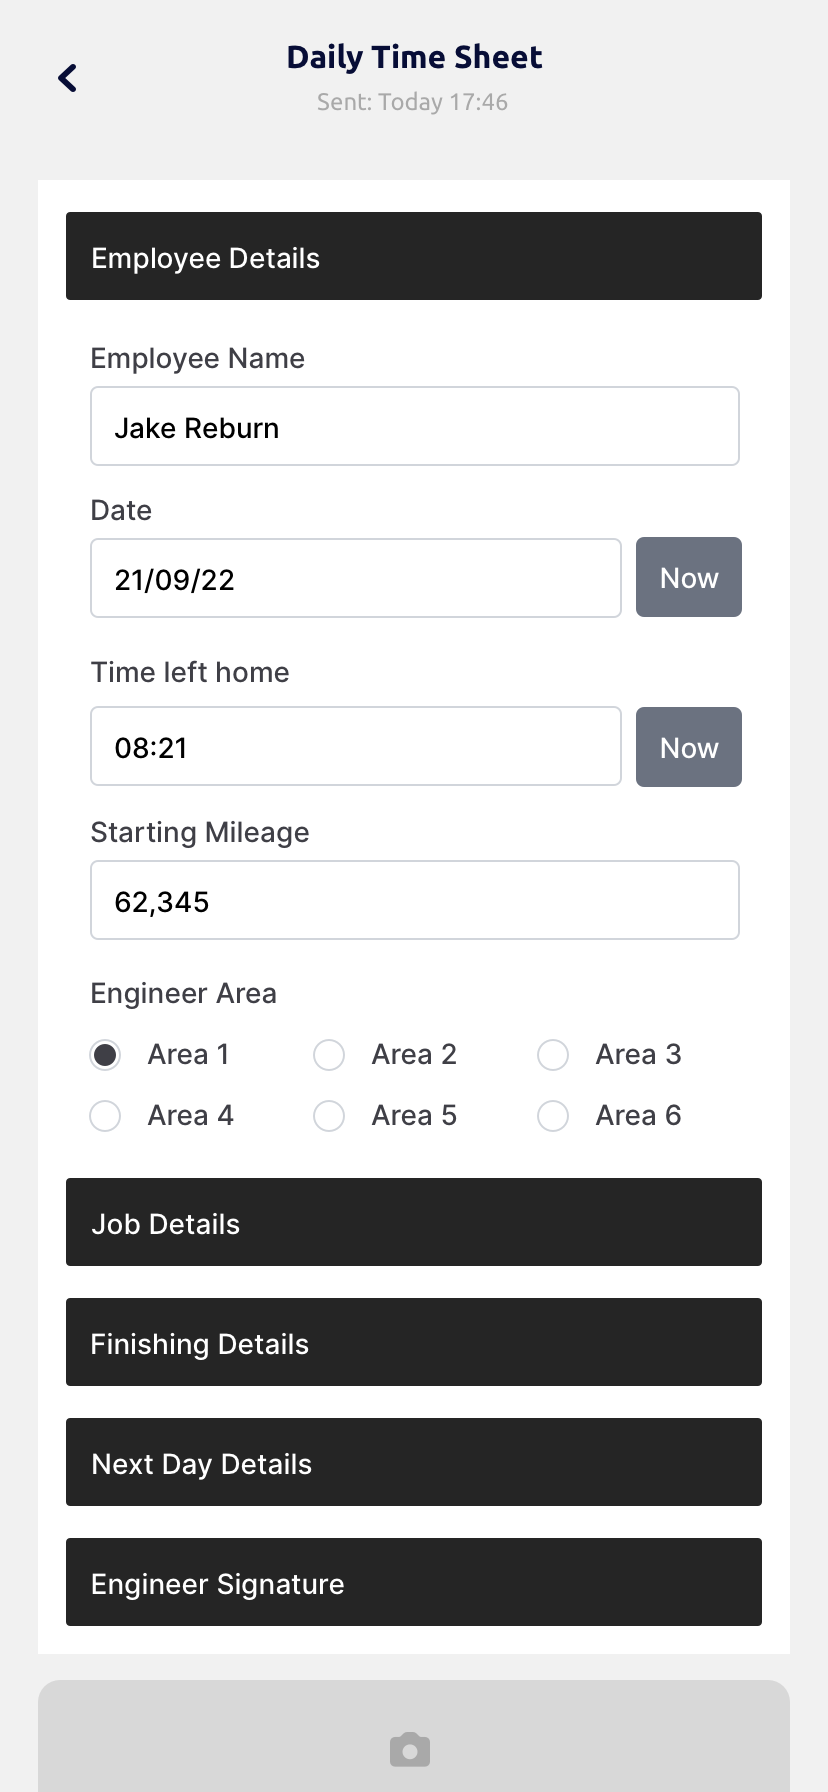 Daily Time Sheet
Sent: Today 17:46
Employee Details
Employee Name
Jake Reburn
Date
21/09/22
Now
Time left home
08:21
Now
Starting Mileage
62,345
Engineer Area
Area 1 Area 2 Area 3
Area 4 Area 5 Area 6
Job Details
Finishing Details
Next Day Details
Engineer Signature